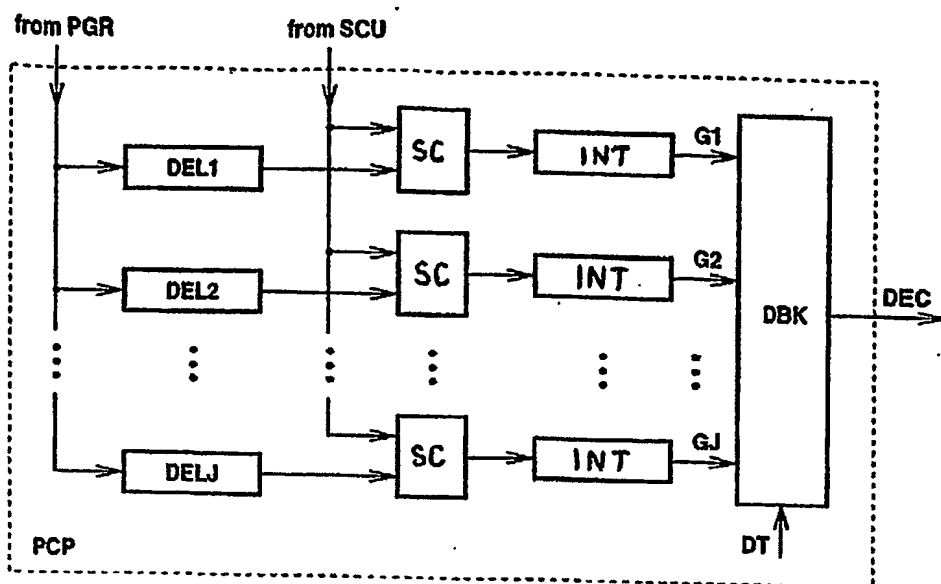 from PGR
from SCU
DEL1
SC
INT
G1
DEL2
SC
INT
G2
DBK
DEC
DELJ
SC
INT
GJ
PCP
DT